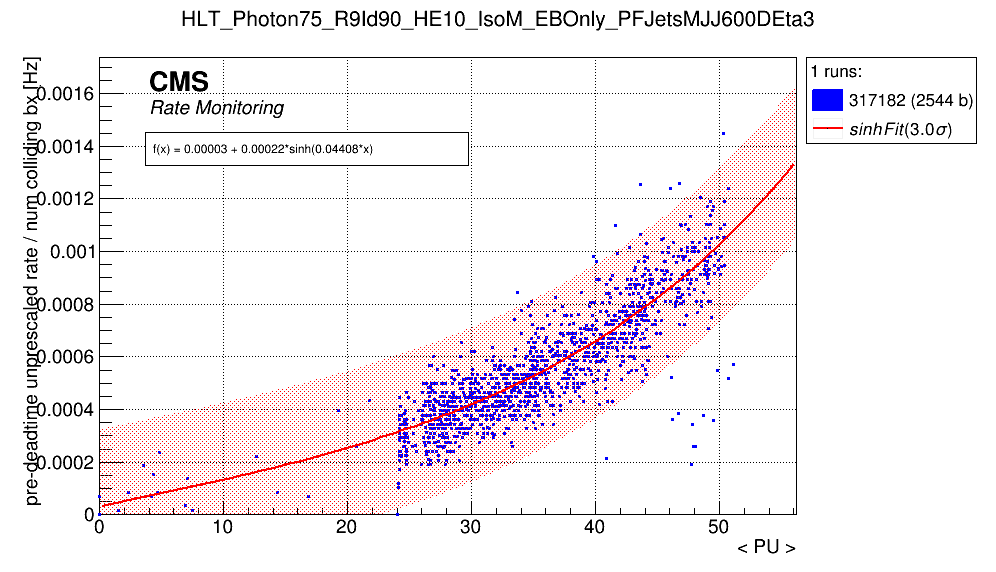 HLT_Photon75_R9Id90_HE10_IsoM_EBOnly_PFJetsMJJ600DEta3
pre-deadtime unprescaled rate / num colliding bx [Hz]
CMS
Rate Monitoring
f(x) = 0.00003 + 0.00022*sinh(0.04408*x)
1 runs:
317182 (2544 b)
sinhFit(3.0σ)
0.0016
0.0014
0.0012
0.001
0.0008
0.0006
0.0004
0.0002
0
0 10 20 30 40 50
< PU >